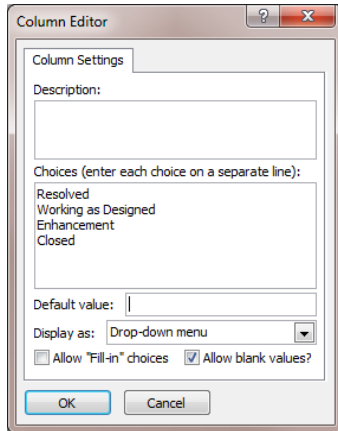 Column Editor
Column Settings
Description:
Choices (enter each choice on a separate line):
Resolved
Working as Designed
Enhancement
Closed
Default value:
Display as: Drop-down menu
Allow "Fill-in" choices Allow blank values?
OK Cancel